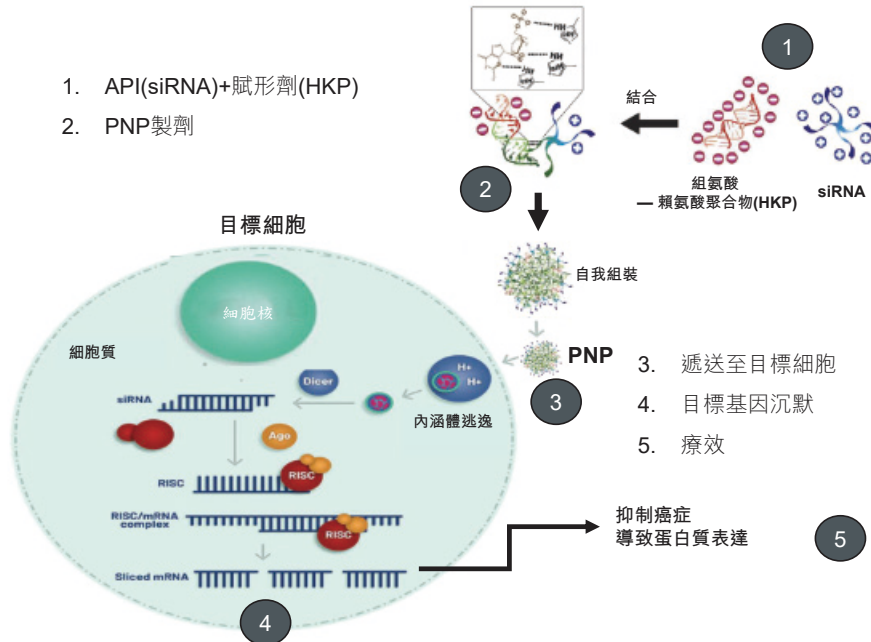 1. API(siRNA)+賦形劑(HKP)
2. PNP製劑
HN
HN
HN
1
結合
組氨酸
賴氨酸聚合物(HKP)
siRNA
2
目標細胞
自我組裝
細胞核
細胞質
PNP
3
3. 遞送至目標細胞
4. 目標基因沉默
5. 療效
H+
H+
內涵體逃逸
Dicer
siRNA
Ago
RISC
RISC
RISC/mRNA
complex
RISC
Sliced mRNA
4
抑制癌症
導致蛋白質表達
5